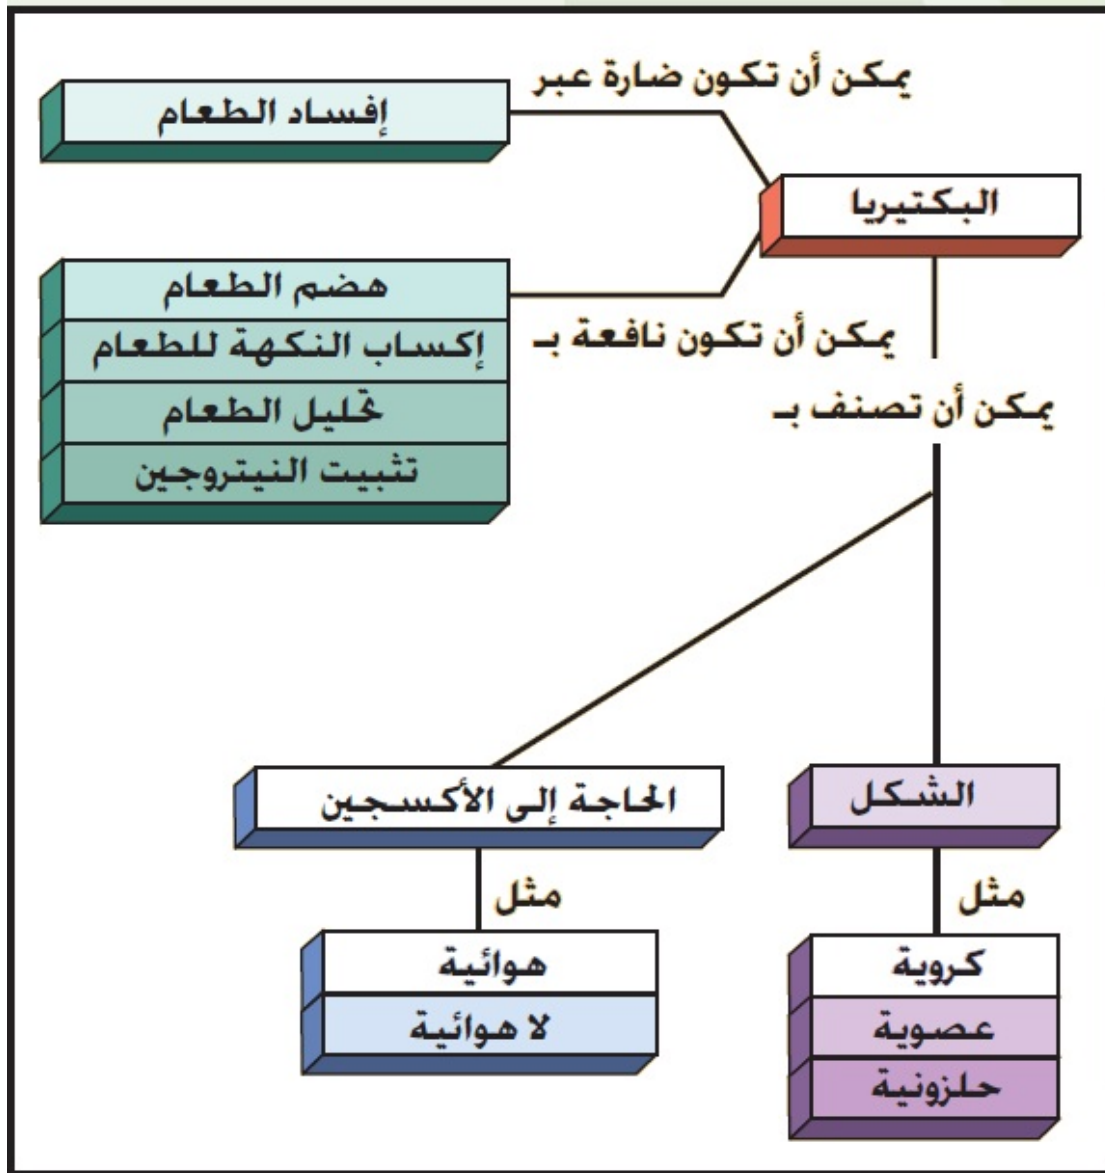 يمكن أن تكون ضارة عبر
إفساد الطعام
البكتيريا
هضم الطعام
يمكن أن تكون نافعة بـ
إكساب النكهة للطعام
تخليل الطعام
يمكن أن تصنف بـ
تثبيت النيتروجين
الشكل
الحاجة إلى الأكسجين
مثل
مثل
كروية
هوائية
عصوية
لا هوائية
حلزونية